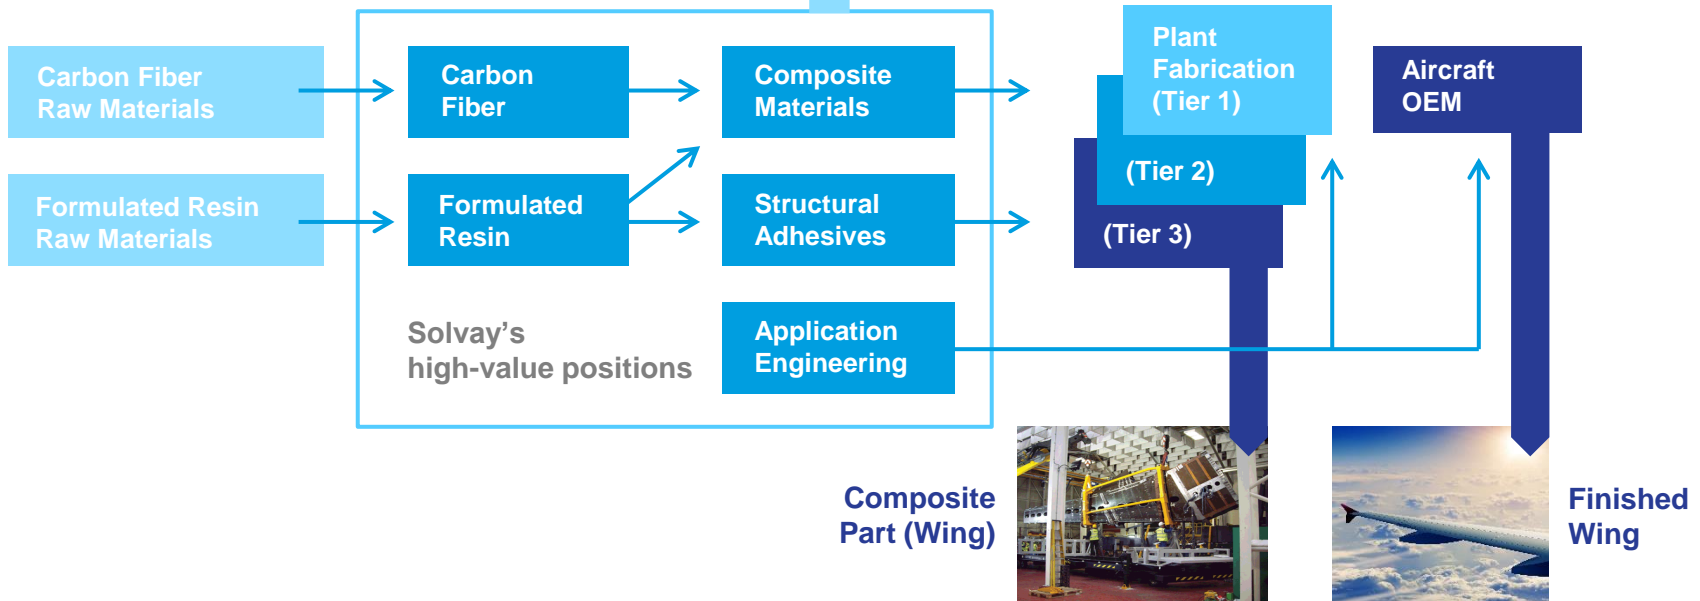 Carbon Fiber
Raw Materials
Formulated Resin
Raw Materials
Carbon
Fiber
Formulated
Resin
Solvay's
high-value positions
Composite
Materials
Structural
Adhesives
Application
Engineering
Plant
Fabrication
(Tier 1)
(Tier 2)
(Tier 3)
Aircraft
OEM
Composite
Part (Wing)
Finished
Wing